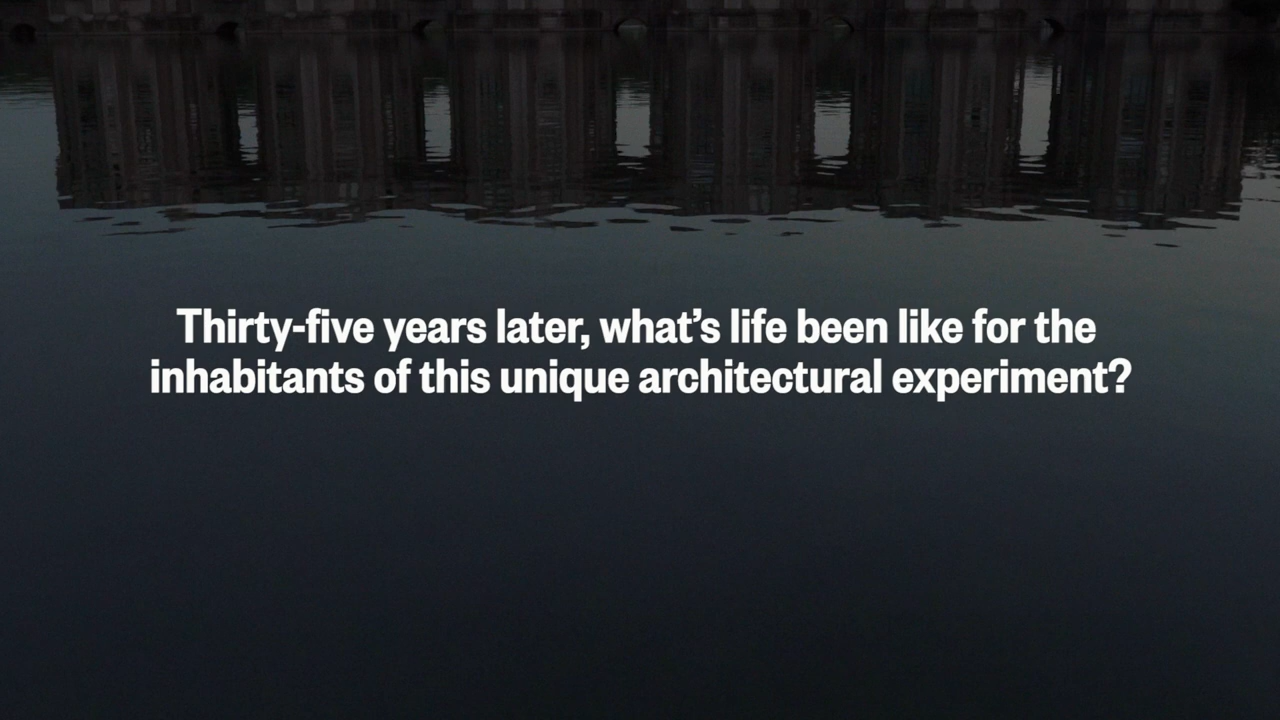 Thirty-five years later, what’s life been like for the
inhabitants of this unique architectural experiment?